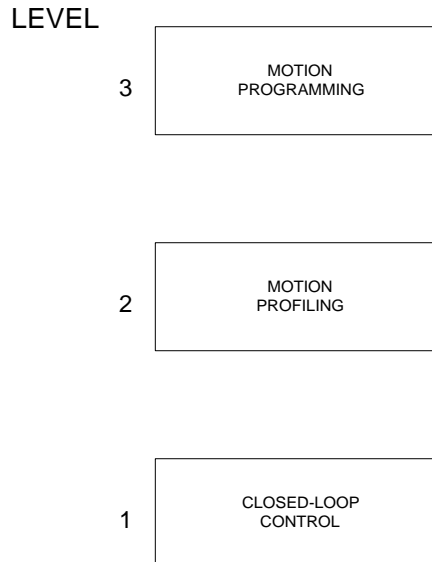 LEVEL
3
MOTION
PROGRAMMING
2
MOTION
PROFILING
1
CLOSED-LOOP
CONTROL